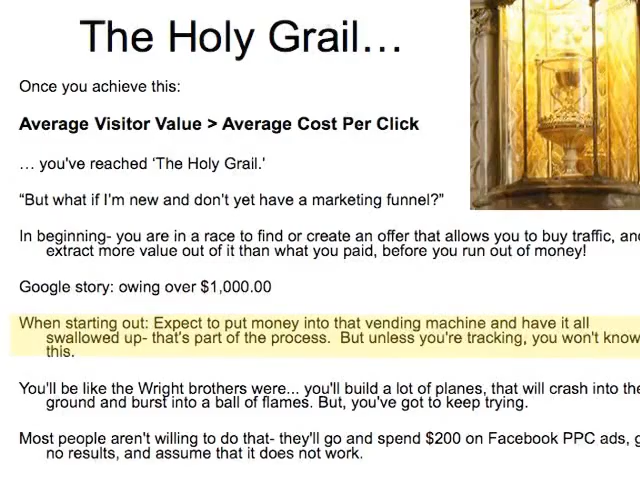 The Holy Grail…
Once you achieve this:
Average Visitor Value > Average Cost Per Click
… you've reached ‘The Holy Grail.'
“But what if I'm new and don't yet have a marketing funnel?”
In beginning- you are in a race to find or create an offer that allows you to buy traffic, and
extract more value out of it than what you paid, before you run out of money!
Google story: owing over $1,000.00
When starting out: Expect to put money into that vending machine and have it all
swallowed up- that's part of the process.  But unless you're tracking, you won't know
this.
You'll be like the Wright brothers were... you'll build a lot of planes, that will crash into the
ground and burst into a ball of flames. But, you've got to keep trying.
Most people aren't willing to do that- they'll go and spend $200 on Facebook PPC ads,
no results, and assume that it does not work.